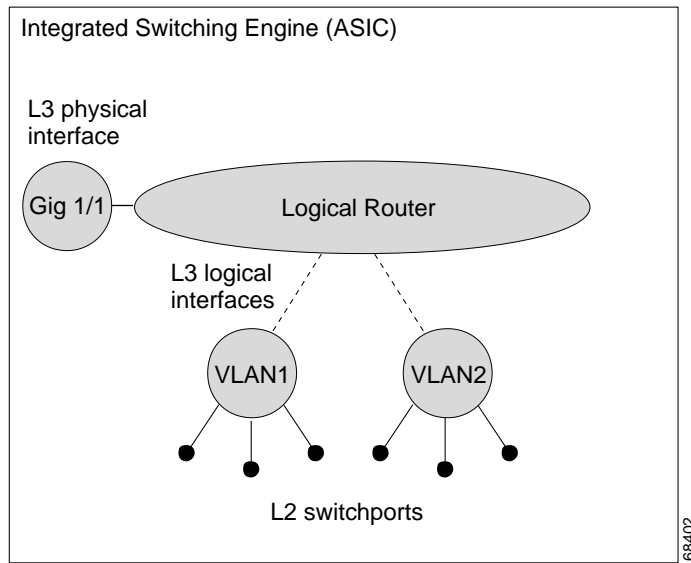 Integrated Switching Engine (ASIC)
L3 physical
interface
Gig 1/1
Logical Router
L3 logical
interfaces
VLAN1
VLAN2
L2 switchports
68402